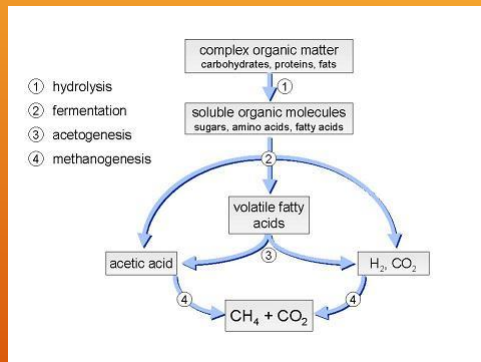 complex organic matter
carbohydrates, proteins, fats
① hydrolysis
② fermentation
③ acetogenesis
④ methanogenesis
①
soluble organic molecules
sugars, amino acids, fatty acids
②
volatile fatty
acids
③
acetic acid
H₂, CO₂
④
④
CH₄ + CO₂